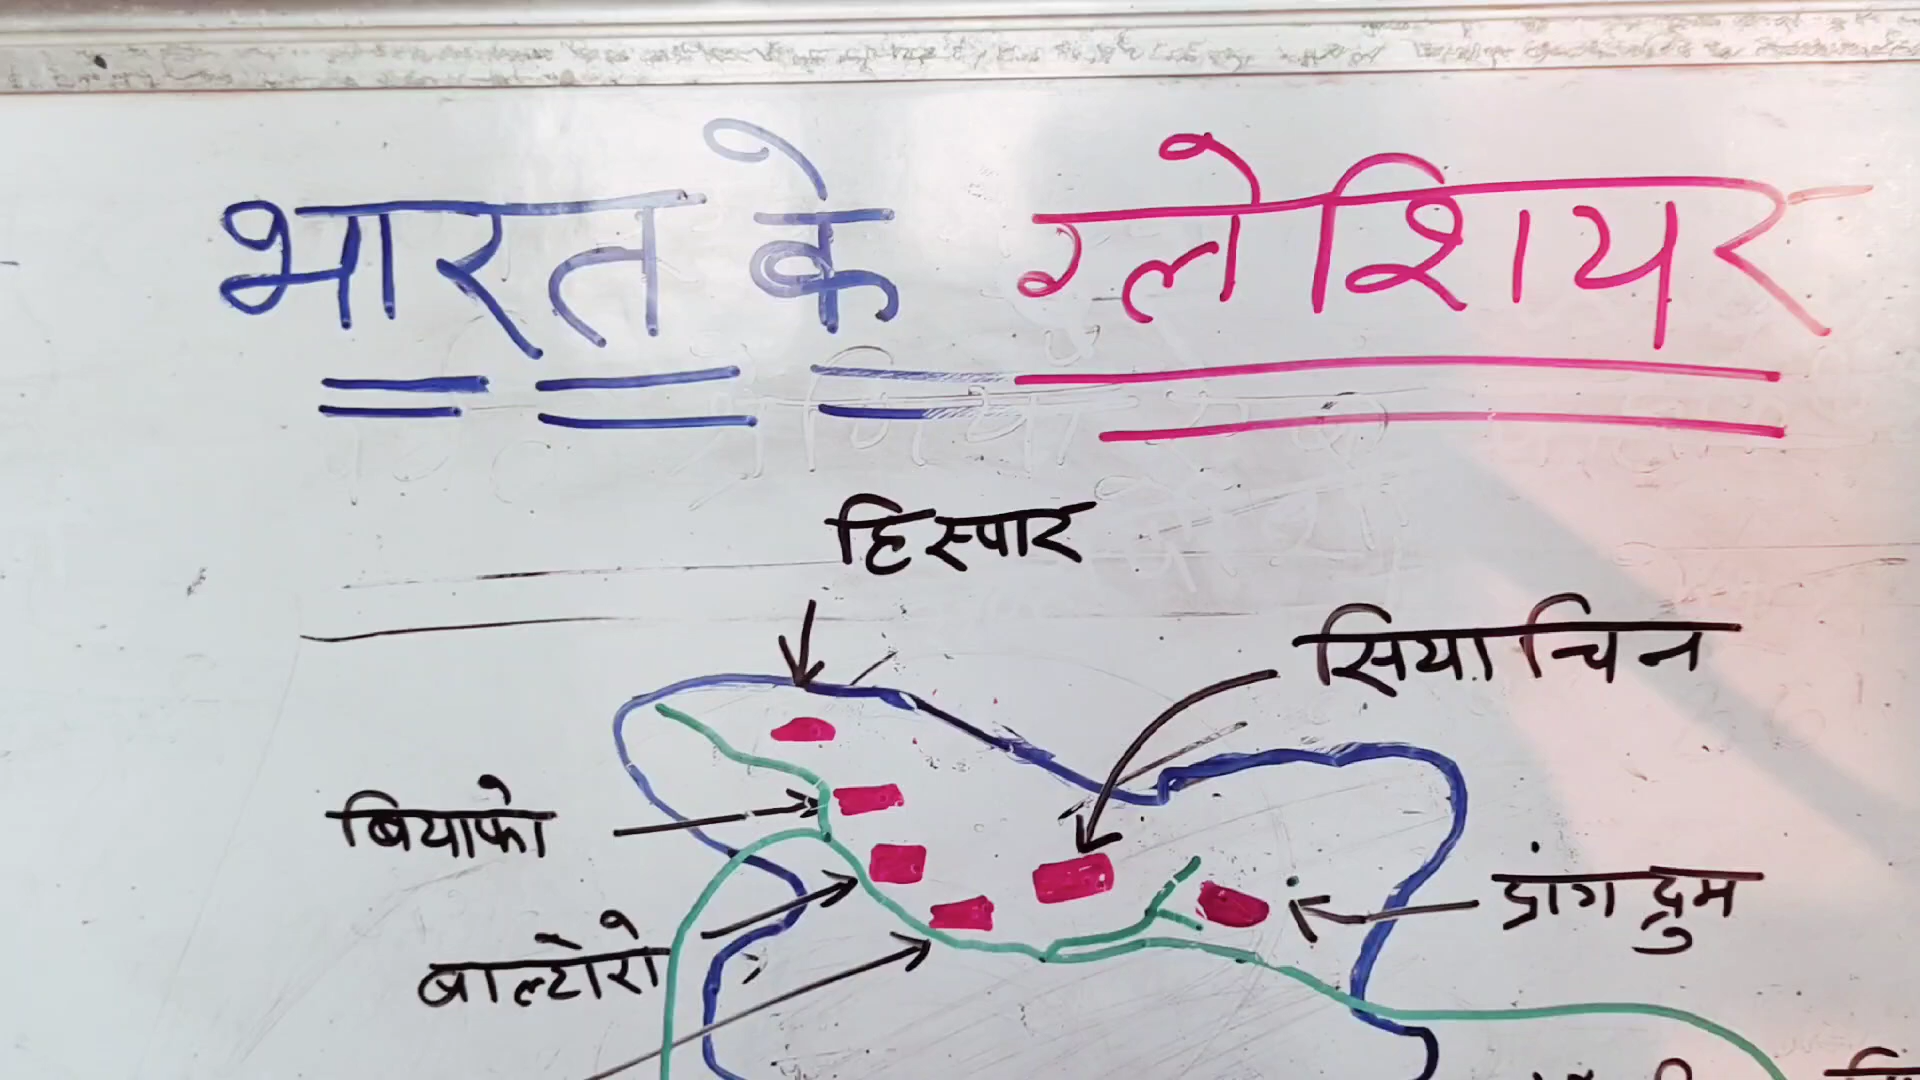 भारत के ग्लेशियर
हिस्पार
सियाचिन
बियाफो
द्रांग द्रुम
बाल्टोरो